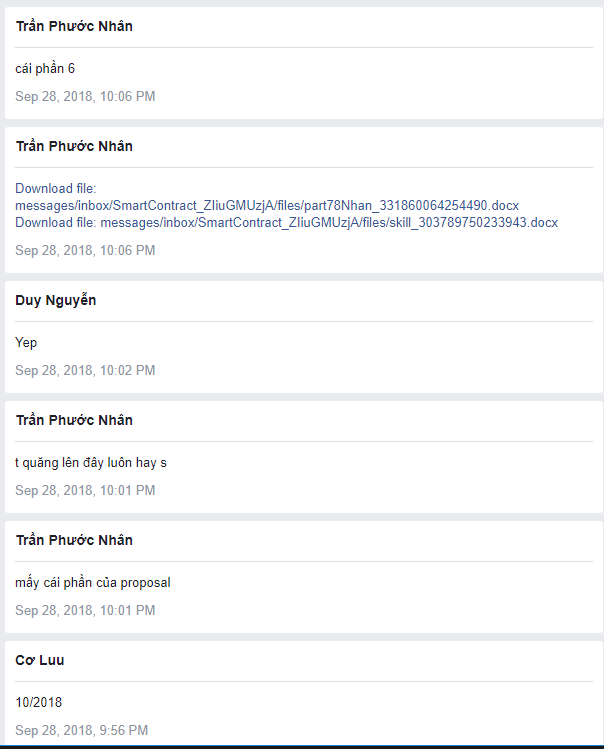 Trần Phước Nhân
cái phần 6
Sep 28, 2018, 10:06 PM
Trần Phước Nhân
Download file:
messages/inbox/SmartContract_ZIiuGMUzjA/files/part78Nhan_331860064254490.docx
Download file: messages/inbox/SmartContract_ZIiuGMUzjA/files/skill_303789750233943.docx
Sep 28, 2018, 10:06 PM
Duy Nguyễn
Yep
Sep 28, 2018, 10:02 PM
Trần Phước Nhân
t quăng lên đây luôn hay s
Sep 28, 2018, 10:01 PM
Trần Phước Nhân
mấy cái phần của proposal
Sep 28, 2018, 10:01 PM
Cơ Luu
10/2018
Sep 28, 2018, 9:56 PM